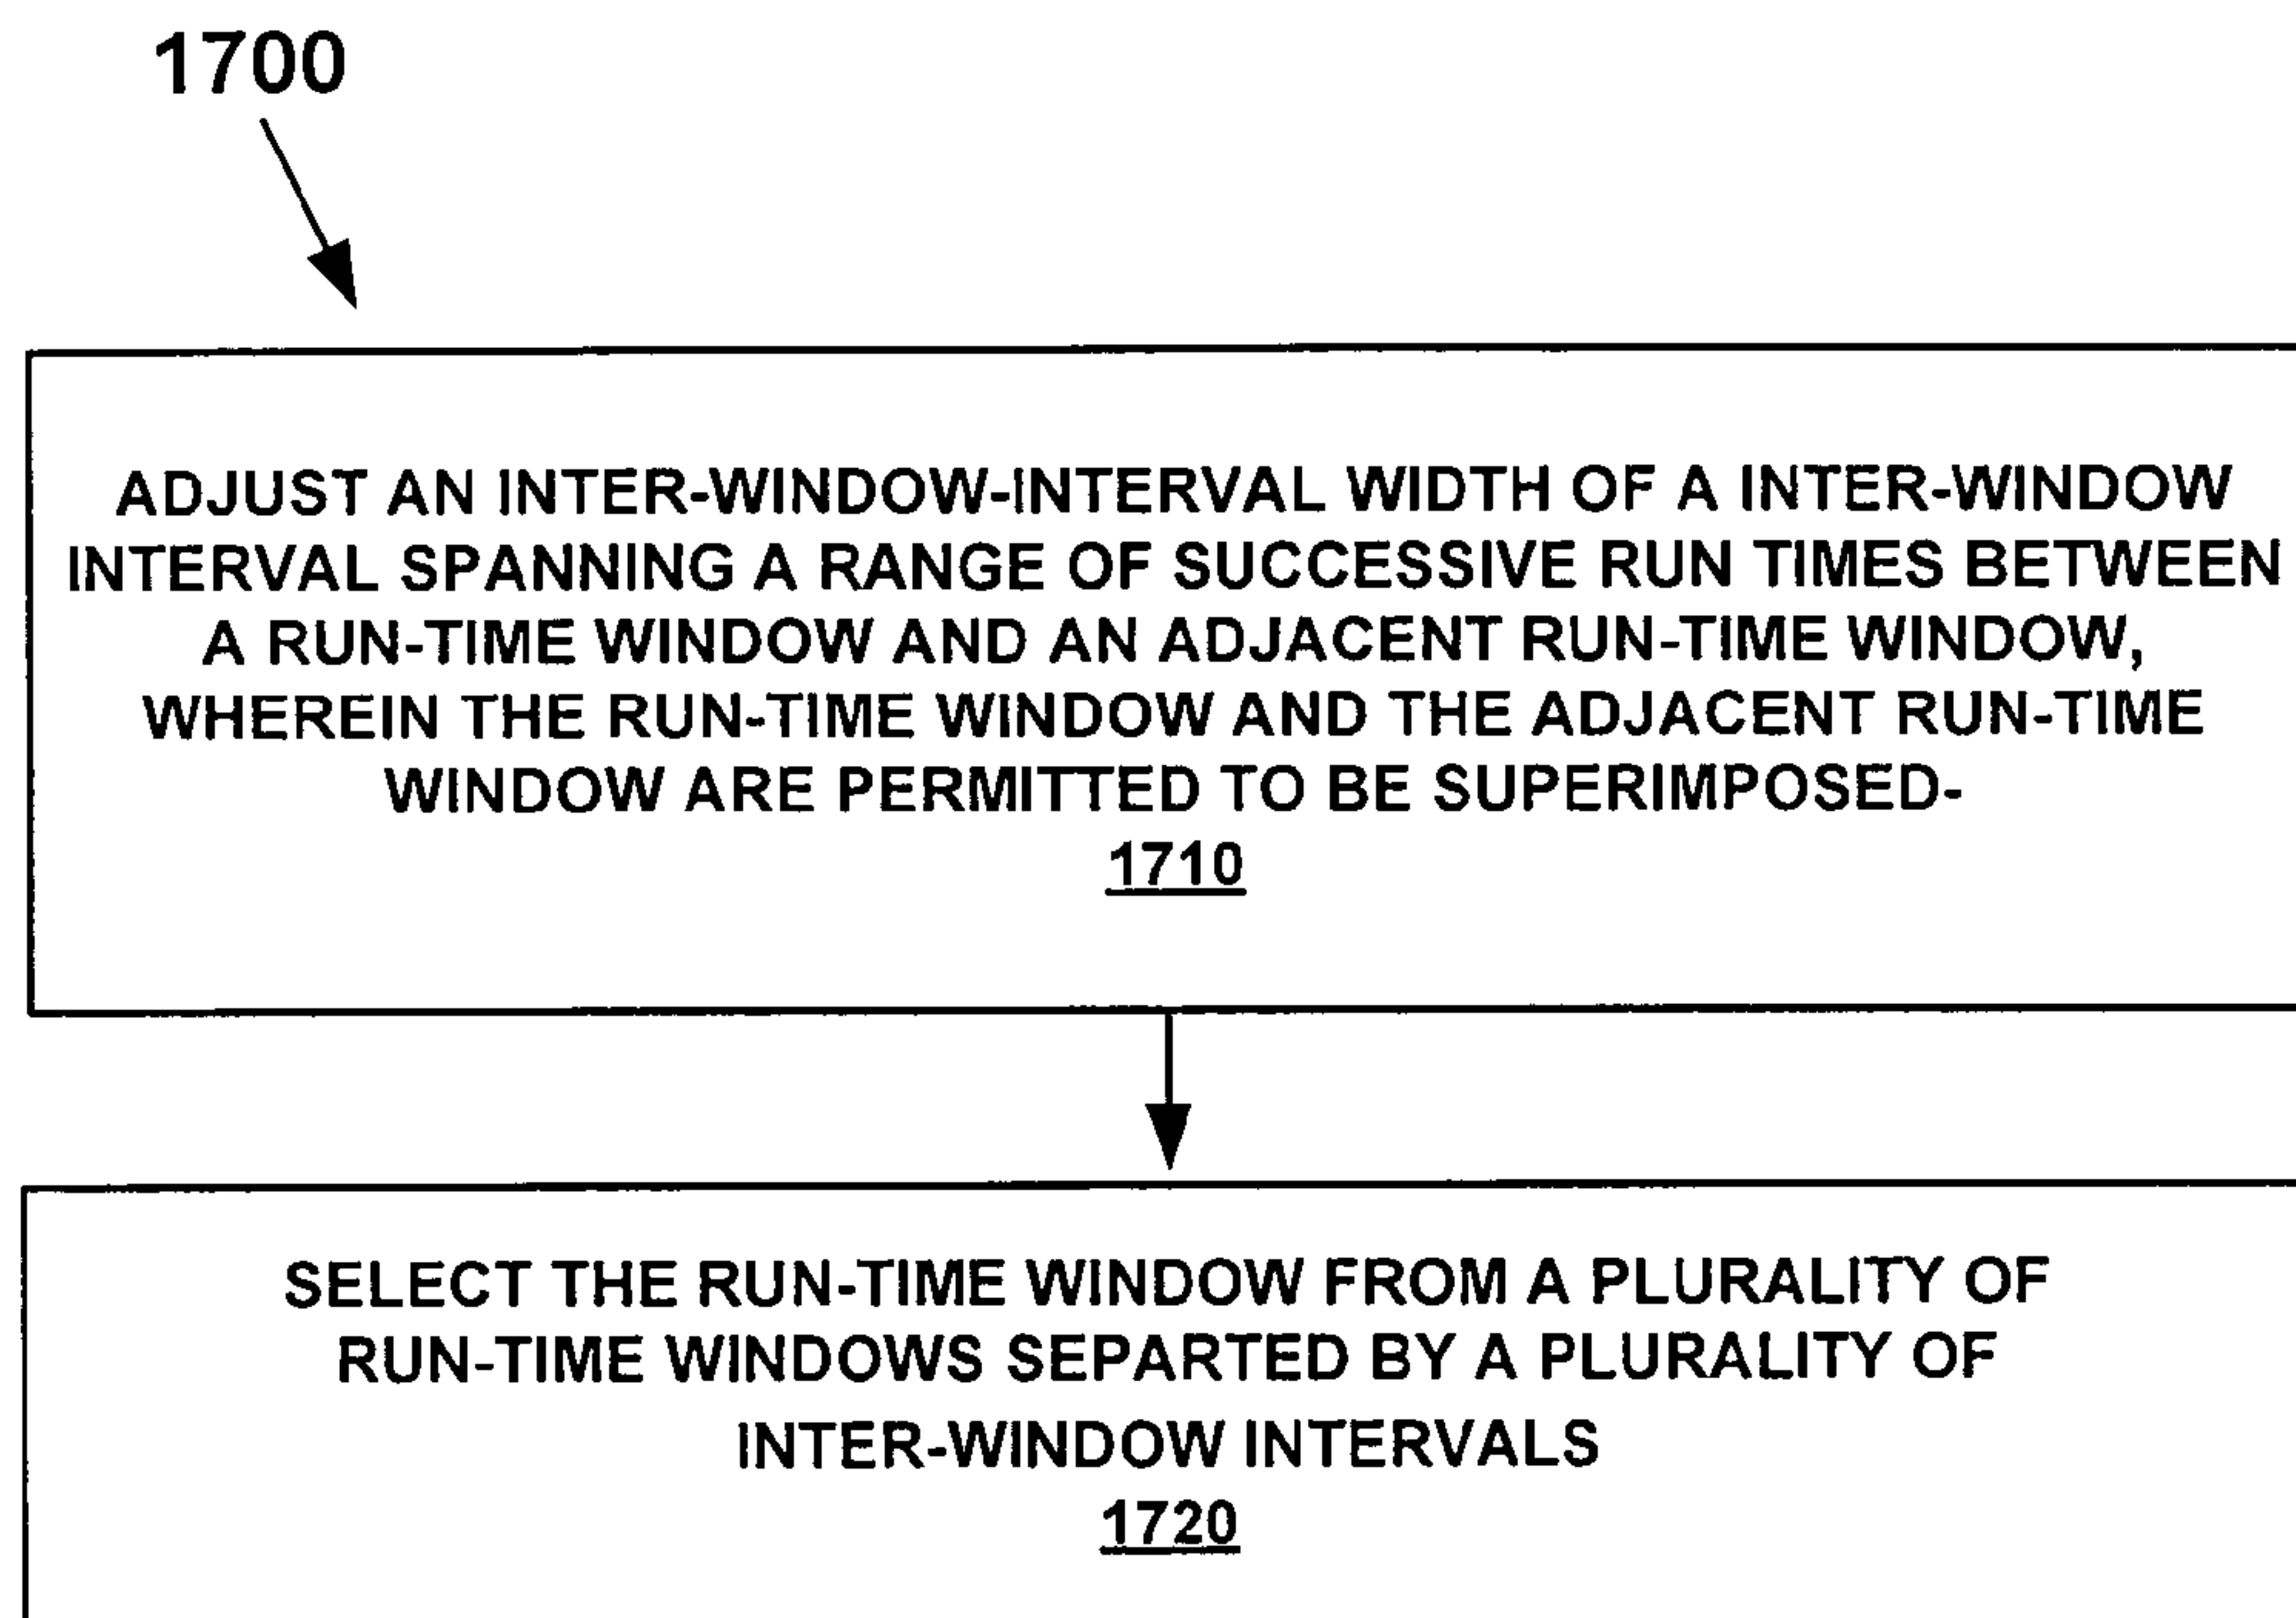 1700
ADJUST AN INTER-WINDOW-INTERVAL WIDTH OF A INTER-WINDOW
INTERVAL SPANNING A RANGE OF SUCCESSIVE RUN TIMES BETWEEN
A RUN-TIME WINDOW AND AN ADJACENT RUN-TIME WINDOW,
WHEREIN THE RUN-TIME WINDOW AND THE ADJACENT RUN-TIME
WINDOW ARE PERMITTED TO BE SUPERIMPOSED-
1710
SELECT THE RUN-TIME WINDOW FROM A PLURALITY OF
RUN-TIME WINDOWS SEPARTED BY A PLURALITY OF
INTER-WINDOW INTERVALS
1720